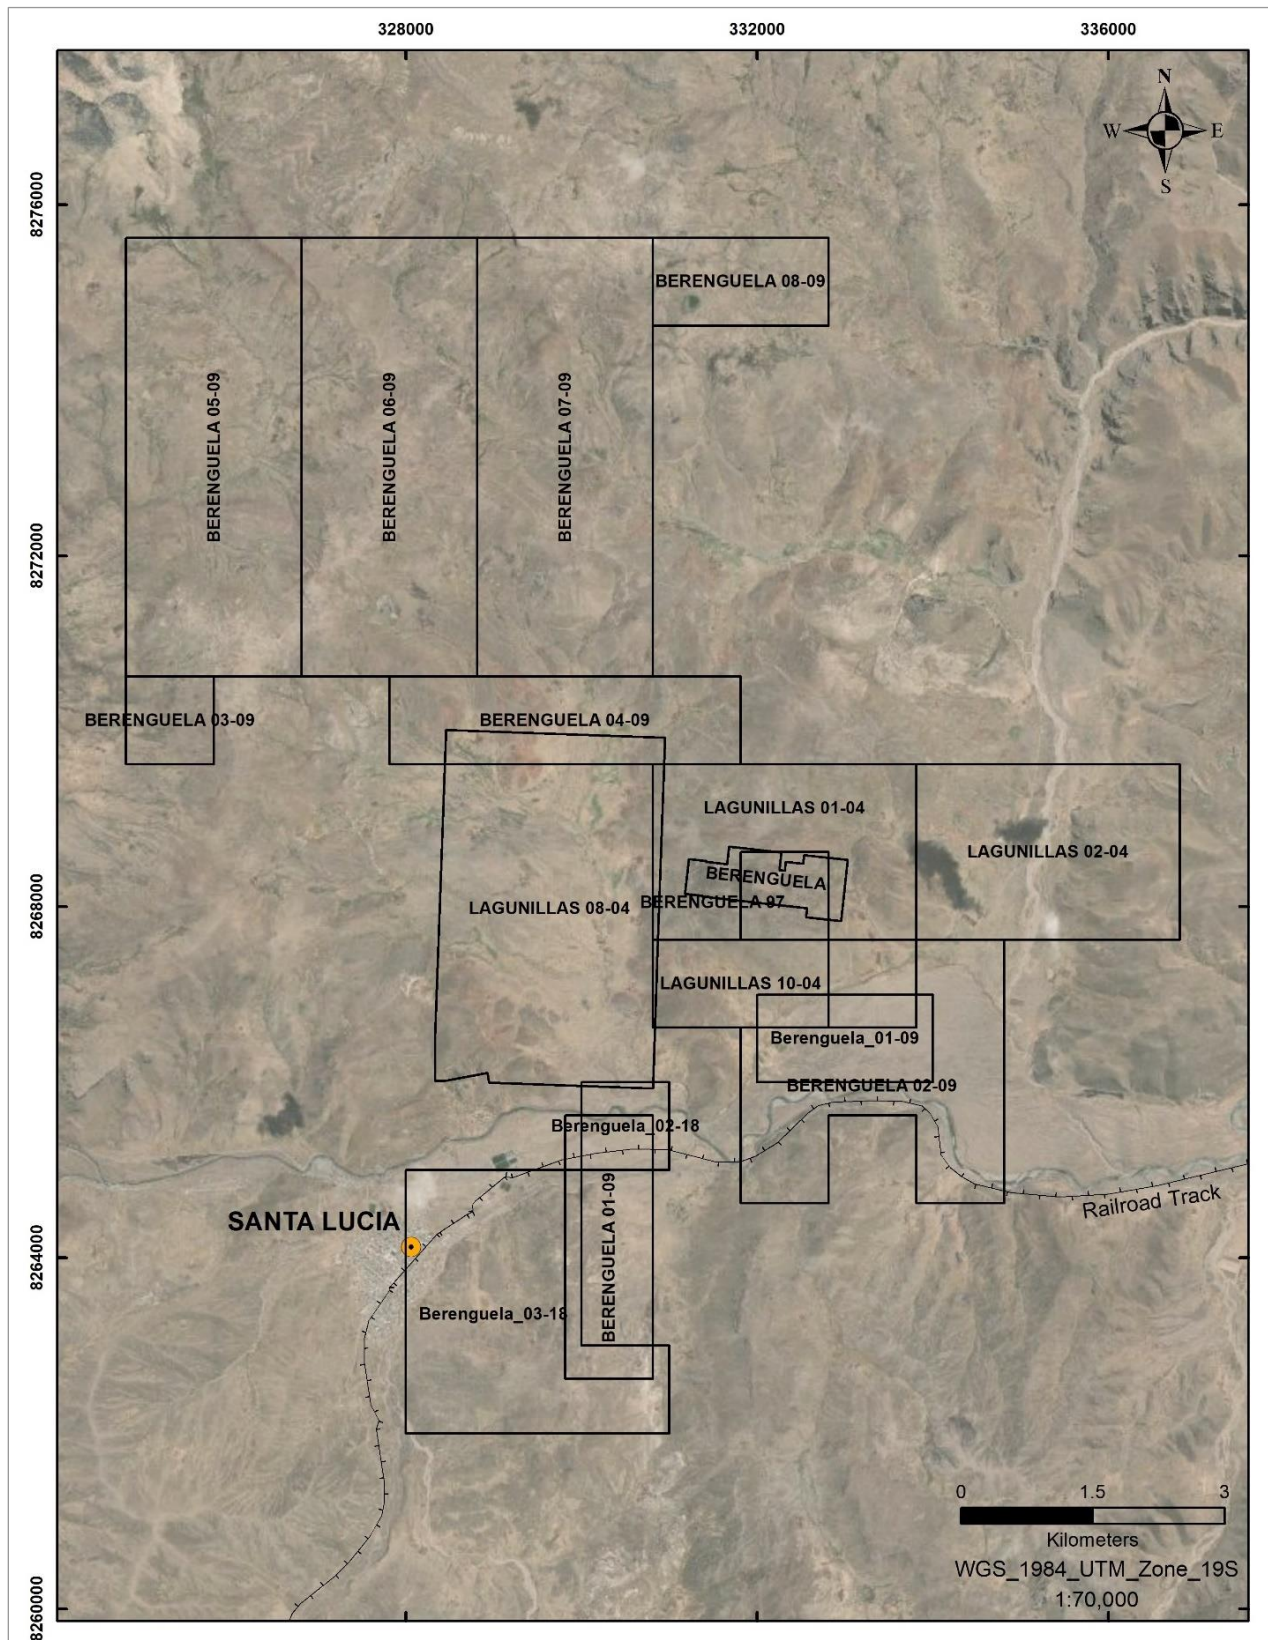 328000
332000
336000
N
W
E
S
8276000
8272000
8268000
8264000
8260000
BERENGUELA 08-09
BERENGUELA 05-09
BERENGUELA 06-09
BERENGUELA 07-09
BERENGUELA 03-09
BERENGUELA 04-09
LAGUNILLAS 01-04
LAGUNILLAS 02-04
BERENGUELA
BERENGUELA 97
LAGUNILLAS 08-04
LAGUNILLAS 10-04
Berenguela_01-09
BERENGUELA 02-09
Berenguela_02-18
BERENGUELA 01-09
Railroad Track
SANTA LUCIA
Berenguela_03-18
0 1.5 3
Kilometers
WGS_1984_UTM_Zone_19S
1:70,000